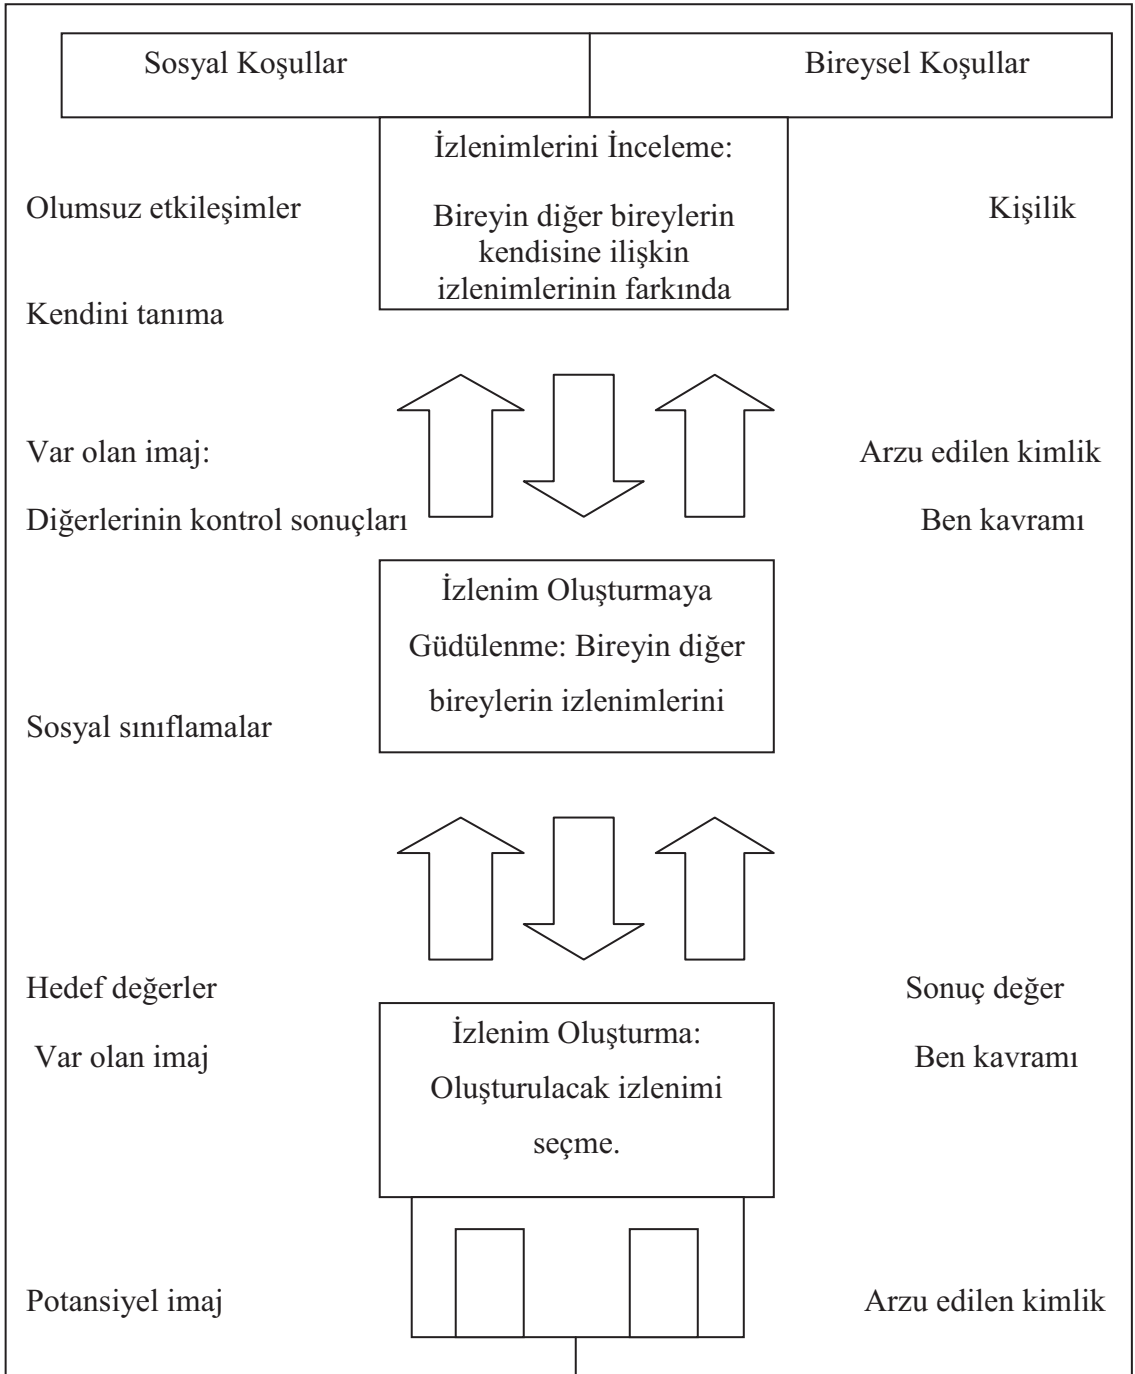 Sosyal Koşullar
Bireysel Koşullar
İzlenimlerini İnceleme:
Olumsuz etkileşimler
Bireyin diğer bireylerin
Kişilik
kendisine ilişkin
izlenimlerinin farkında
Kendini tanıma
Var olan imaj:
Arzu edilen kimlik
Diğerlerinin kontrol sonuçları
Ben kavramı
İzlenim Oluşturmaya
Güdülenme: Bireyin diğer
bireylerin izlenimlerini
Sosyal sınıflamalar
Hedef değerler
Sonuç değer
İzlenim Oluşturma:
Var olan imaj
Ben kavramı
Oluşturulacak izlenimi
seçme.
Potansiyel imaj
Arzu edilen kimlik